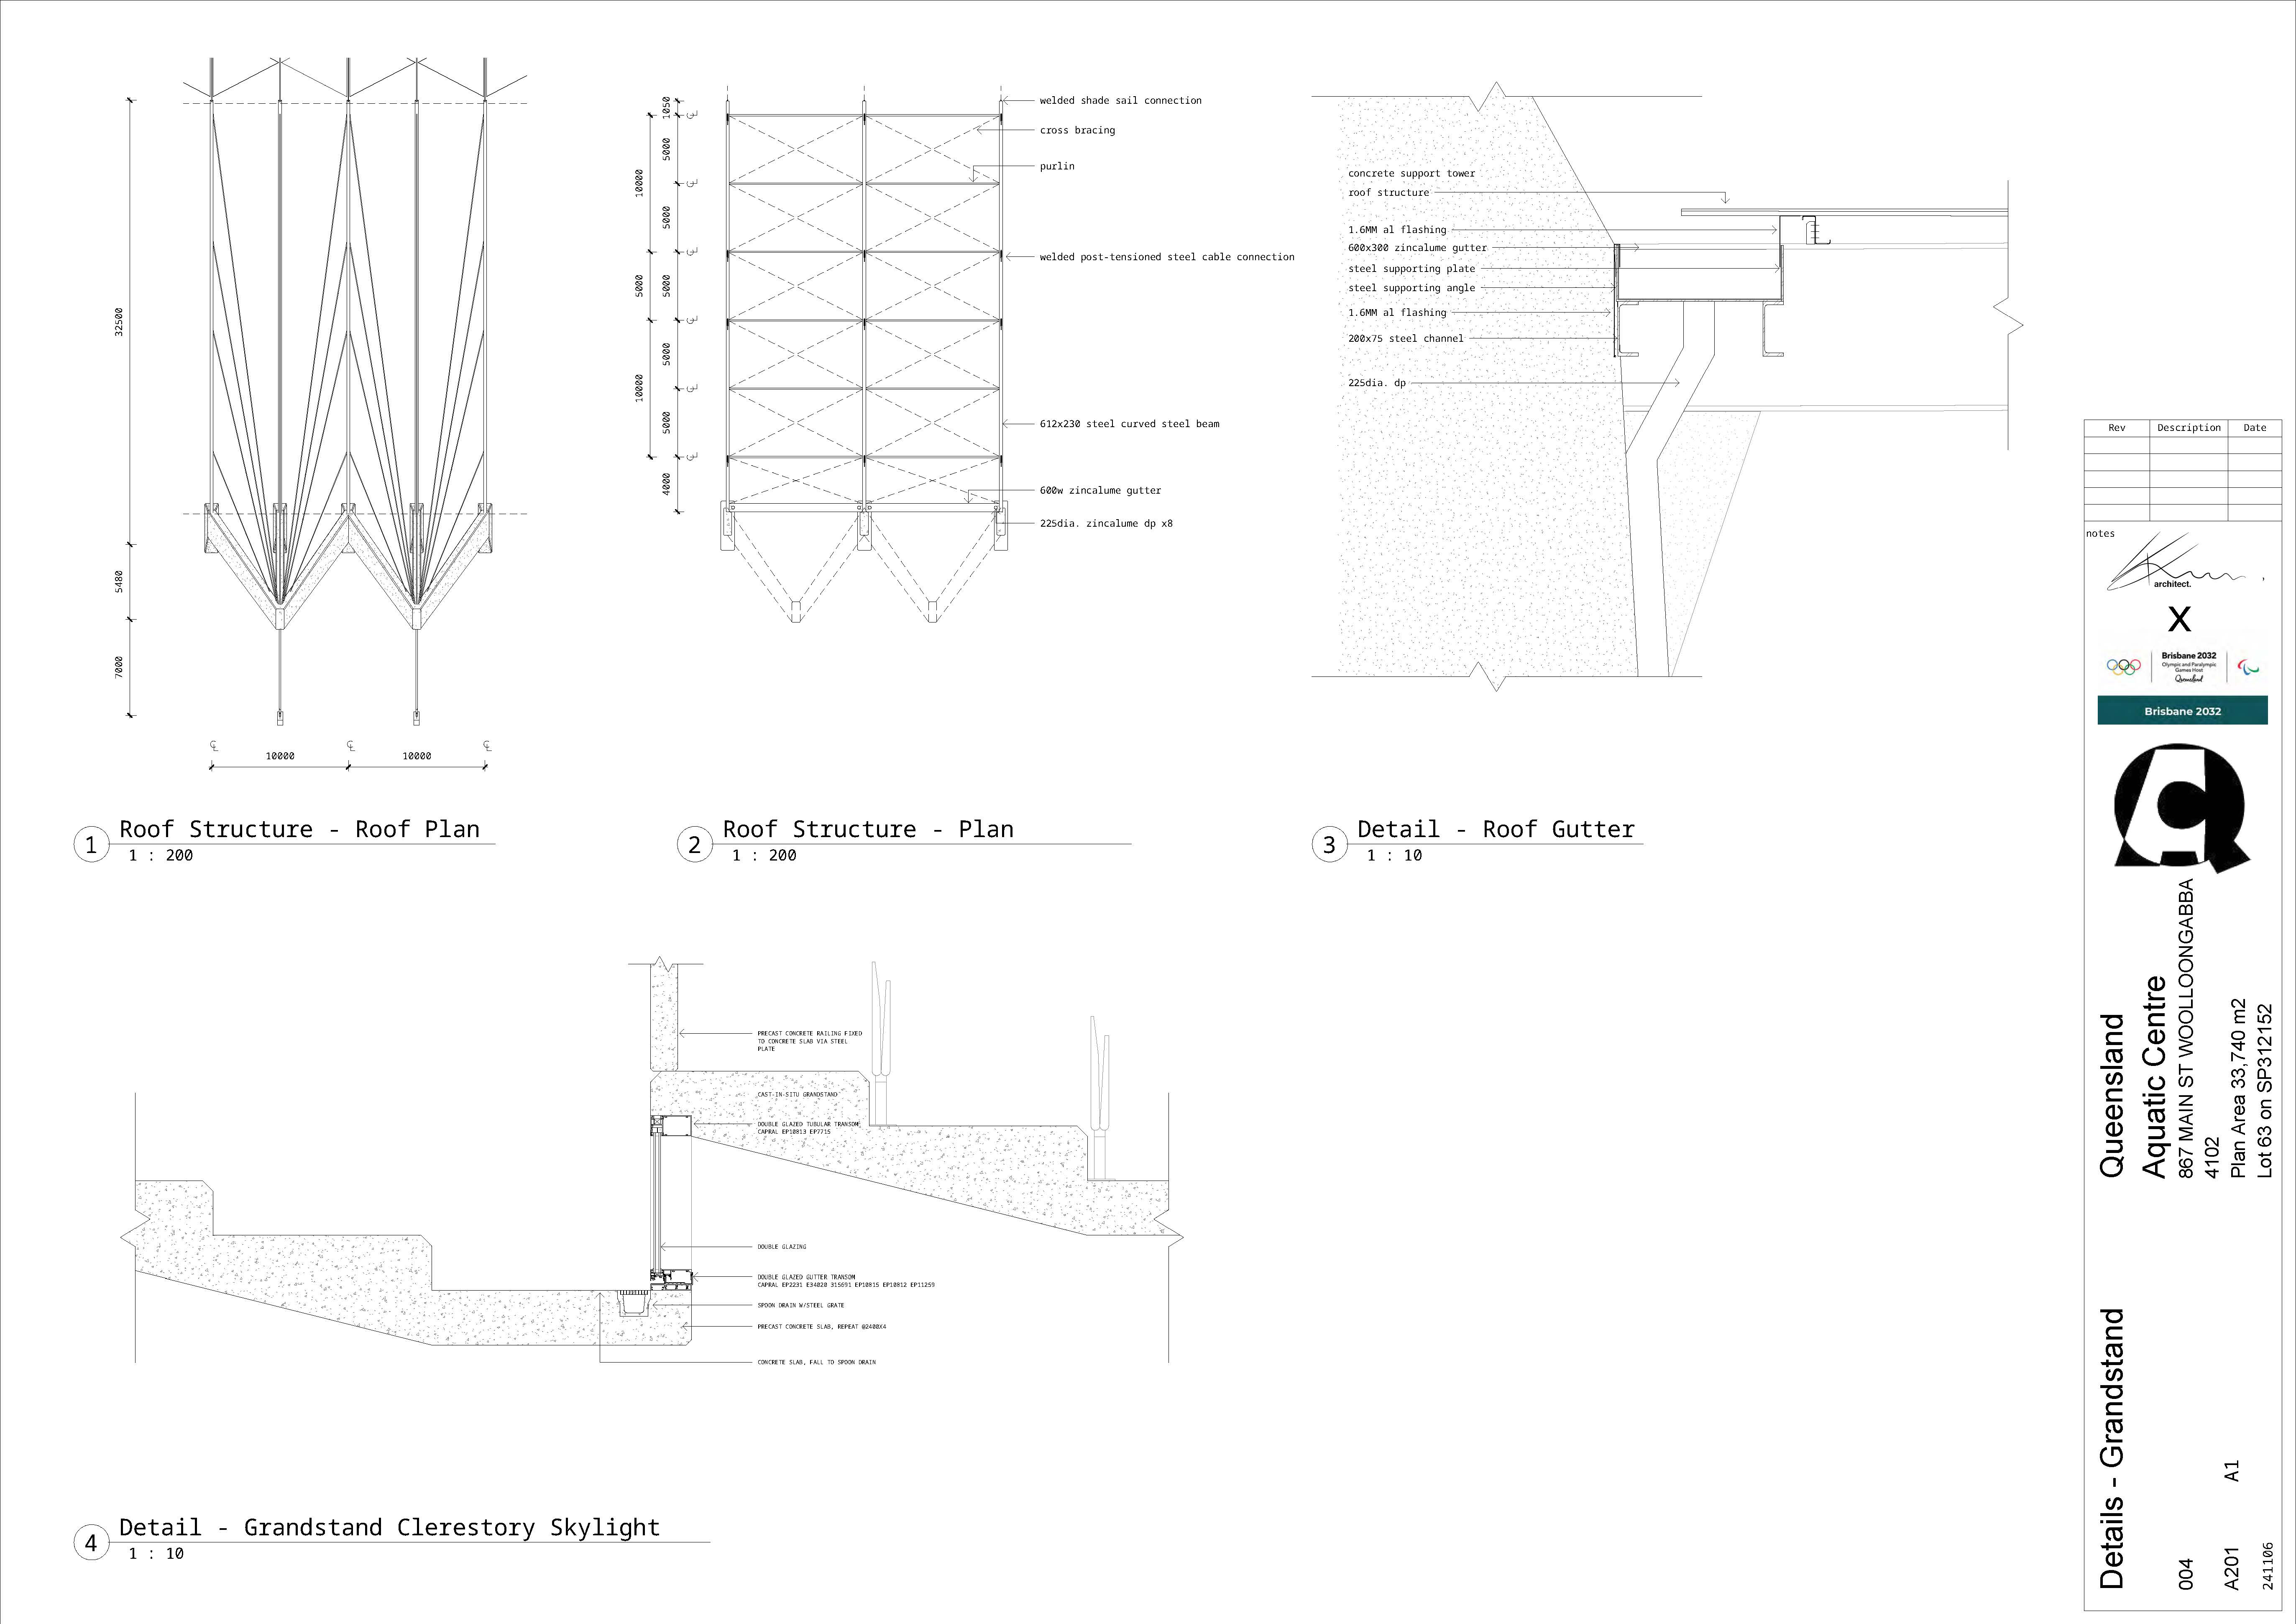 32500
5480
7000
10000
10000
1
Roof Structure - Roof Plan
1 : 200
1050
5000
5000
5000
5000
5000
4000
10000
5000
10000
welded shade sail connection
cross bracing
purlin
welded post-tensioned steel cable connection
612x230 steel curved steel beam
600w zincalume gutter
225dia. zincalume dp x8
2
Roof Structure - Plan
1 : 200
concrete support tower
roof structure
1.6MM al flashing
600x300 zincalume gutter
steel supporting plate
steel supporting angle
1.6MM al flashing
200x75 steel channel
225dia. dp
3
Detail - Roof Gutter
1 : 10
PRECAST CONCRETE RAILING FIXED
TO CONCRETE SLAB VIA STEEL
PLATE
CAST-IN-SITU GRANDSTAND
DOUBLE GLAZED TUBULAR TRANSOM
CAPRAL EP10813 EP7715
DOUBLE GLAZING
DOUBLE GLAZED GUTTER TRANSOM
CAPRAL EP2231 E34020 315691 EP10815 EP10812 EP11259
SPOON DRAIN W/STEEL GRATE
PRECAST CONCRETE SLAB, REPEAT @2400X4
CONCRETE SLAB, FALL TO SPOON DRAIN
4
Detail - Grandstand Clerestory Skylight
1 : 10
Rev Description Date
notes
architect.
X
Brisbane 2032
Olympic and Paralympic
Games Host
Queensland
Brisbane 2032
Queensland
Aquatic Centre
867 MAIN ST WOOLLOONGABBA
4102
Plan Area 33,740 m2
Lot 63 on SP312152
Details - Grandstand
004
A201 A1
241106